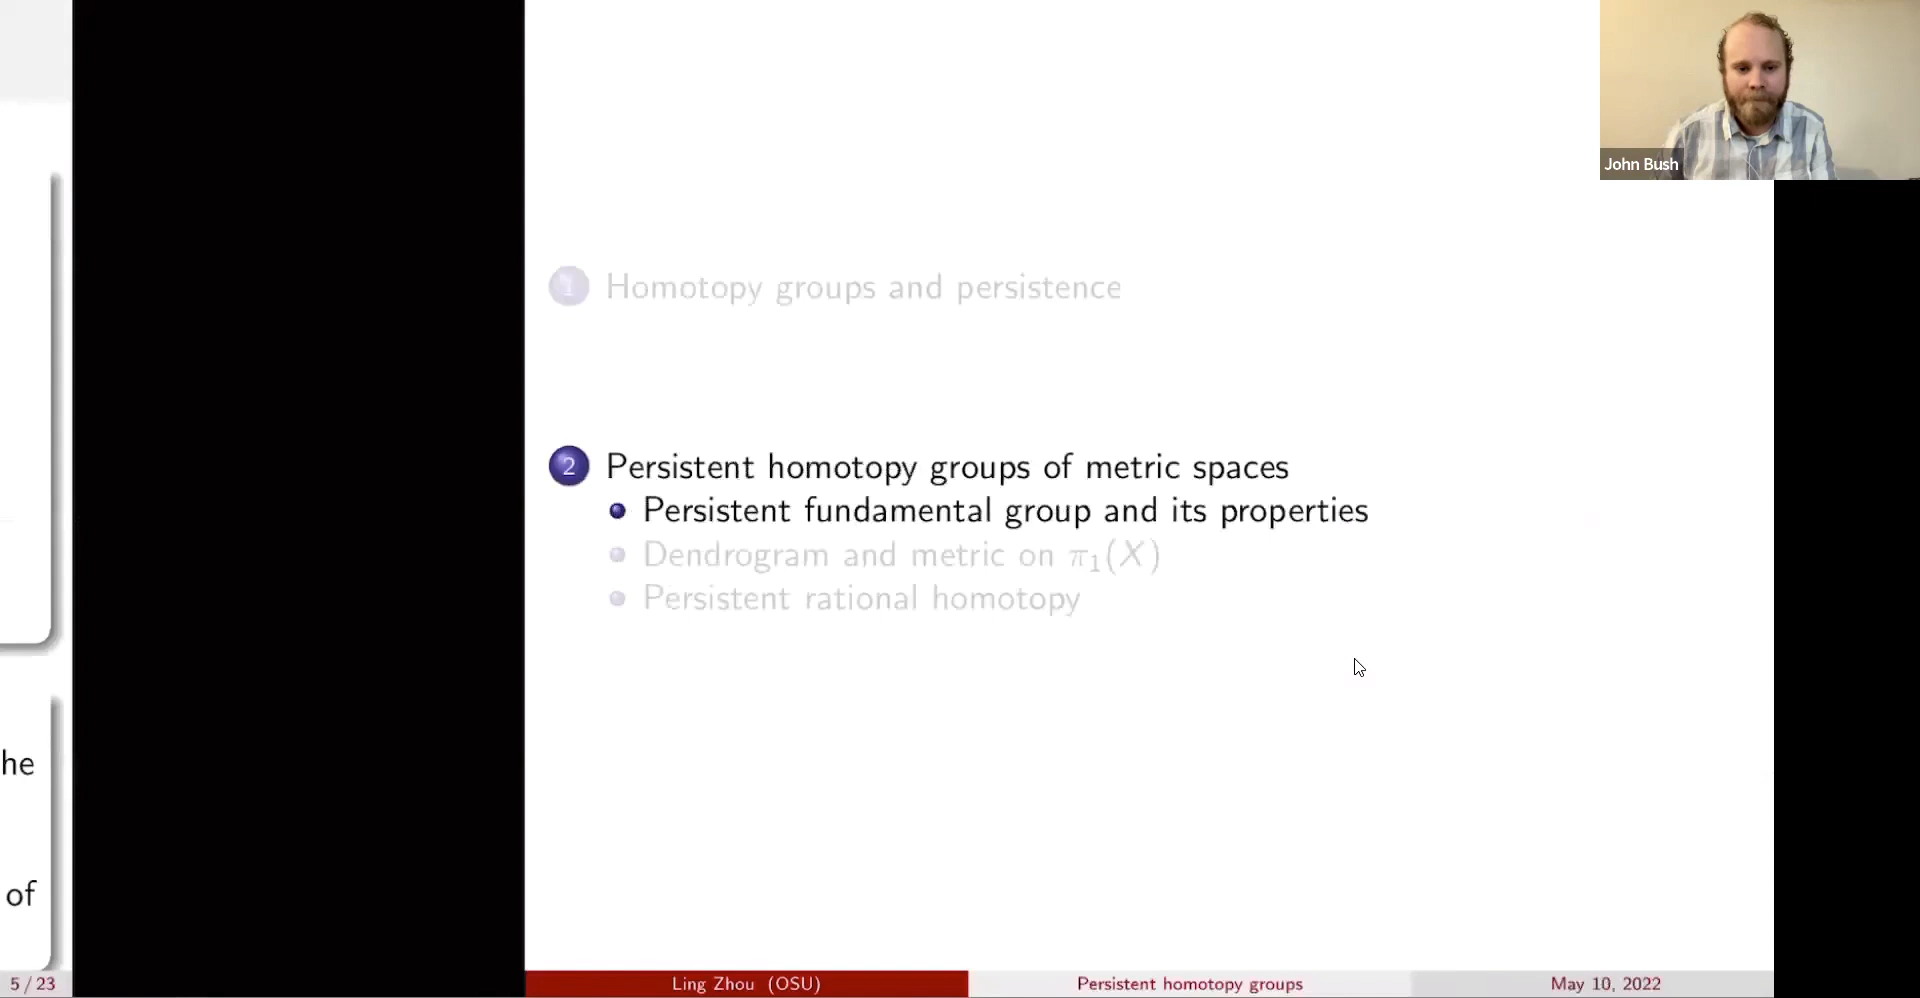 John Bush
1 Homotopy groups and persistence
2 Persistent homotopy groups of metric spaces
Persistent fundamental group and its properties
Dendrogram and metric on π₁(X)
Persistent rational homotopy
he
of
5 / 23
Ling Zhou (OSU)
Persistent homotopy groups
May 10, 2022